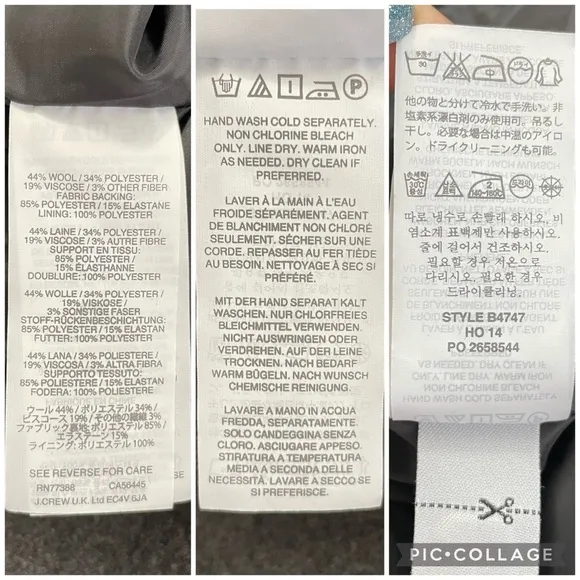 44% WOOL / 34% POLYESTER /
19% VISCOSE / 3% OTHER FIBER
FABRIC BACKING:
85% POLYESTER / 15% ELASTANE
LINING: 100% POLYESTER
44% LAINE / 34% POLYESTER /
19% VISCOSE / 3% AUTRE FIBRE
SUPPORT EN TISSU:
85% POLYESTER /
15% ÉLASTHANNE
DOUBLURE: 100% POLYESTER
44% WOLLE / 34% POLYESTER /
19% VISKOSE /
3% SONSTIGE FASER
STOFF-RÜCKENBESCHICHTUNG:
85% POLYESTER / 15% ELASTAN
FUTTER: 100% POLYESTER
44% LANA / 34% POLIESTERE /
19% VISCOSA / 3% ALTRA FIBRA
SUPPORTO TESSUTO:
85% POLIESTERE / 15% ELASTAN
FODERA: 100% POLIESTERE
ウール 44% / ポリエステル 34% /
ビスコース 19% / その他の繊維 3%
ファブリック裏地: ポリエステル 85% /
エラステーン 15%
ライニング: ポリエステル 100%
SEE REVERSE FOR CARE
RN77388 CA56445
J.CREW U.K. Ltd EC4V 6JA
HAND WASH COLD SEPARATELY.
NON CHLORINE BLEACH
ONLY. LINE DRY. WARM IRON
AS NEEDED. DRY CLEAN IF
PREFERRED.
LAVER À LA MAIN À L'EAU
FROIDE SÉPARÉMENT. AGENT
DE BLANCHIMENT NON CHLORÉ
SEULEMENT. SÉCHER SUR UNE
CORDE. REPASSER AU FER TIÈDE
AU BESOIN. NETTOYAGE À SEC SI
PRÉFÉRÉ.
MIT DER HAND SEPARAT KALT
WASCHEN. NUR CHLORFREIES
BLEICHMITTEL VERWENDEN.
NICHT AUSWRINGEN ODER
VERDREHEN. AUF DER LEINE
TROCKNEN. NACH BEDARF
WARM BÜGELN. NACH WUNSCH
CHEMISCHE REINIGUNG.
LAVARE A MANO IN ACQUA
FREDDA, SEPARATAMENTE.
SOLO CANDEGGINA SENZA
CLORO. ASCIUGARE APPESO.
STIRATURA A TEMPERATURA
MEDIA A SECONDA DELLE
NECESSITÀ. LAVARE A SECCO SE
SI PREFERISCE.
他の物と分けて冷水で手洗い. 非
塩素系漂白剤のみ使用可能. 吊るし
干し. 必要な場合は中温のアイロ
ン. ドライクリーニングも可能.
따로 냉수로 손빨래 하시오. 비
염소계 표백제만 사용하시오.
줄에 걸어서 건조하시오.
필요할 경우 저온으로
다리시오. 필요한 경우
드라이클리닝.
STYLE B4747
HO 14
PO 2658544
PIC•COLLAGE